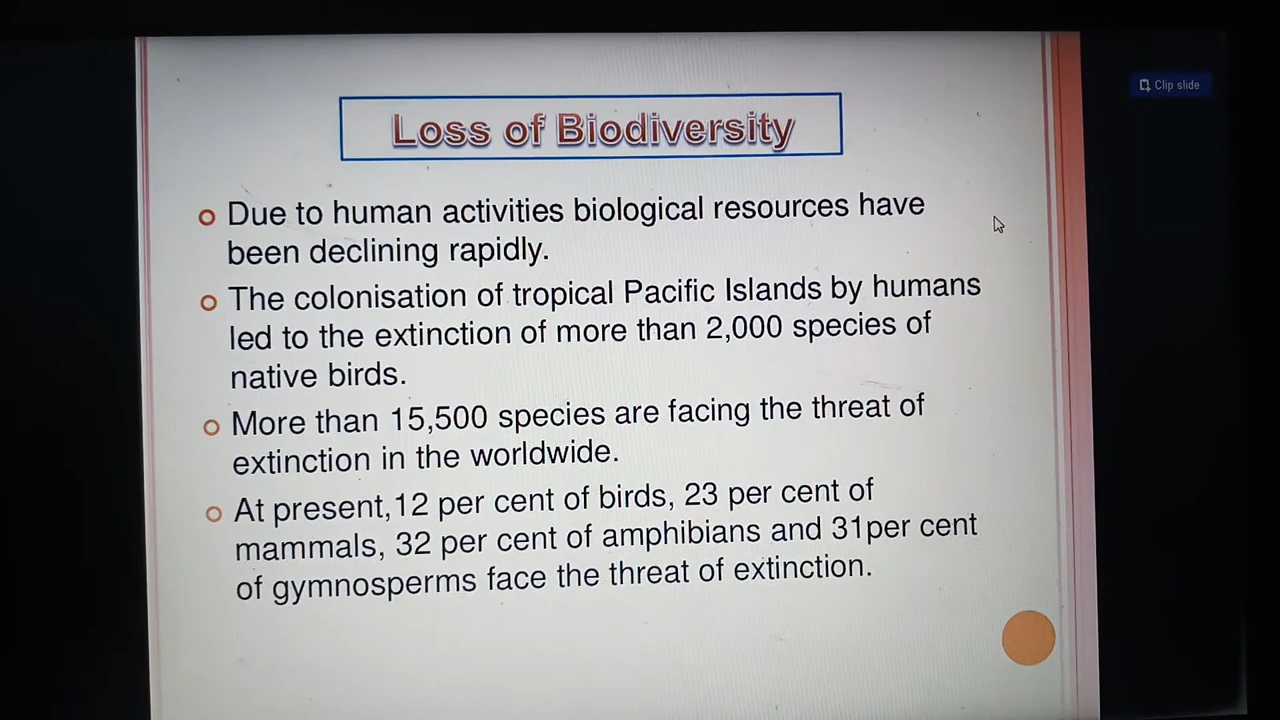 Clip slide
Loss of Biodiversity
Due to human activities biological resources have
been declining rapidly.
The colonisation of tropical Pacific Islands by humans
led to the extinction of more than 2,000 species of
native birds.
More than 15,500 species are facing the threat of
extinction in the worldwide.
At present,12 per cent of birds, 23 per cent of
mammals, 32 per cent of amphibians and 31per cent
of gymnosperms face the threat of extinction.